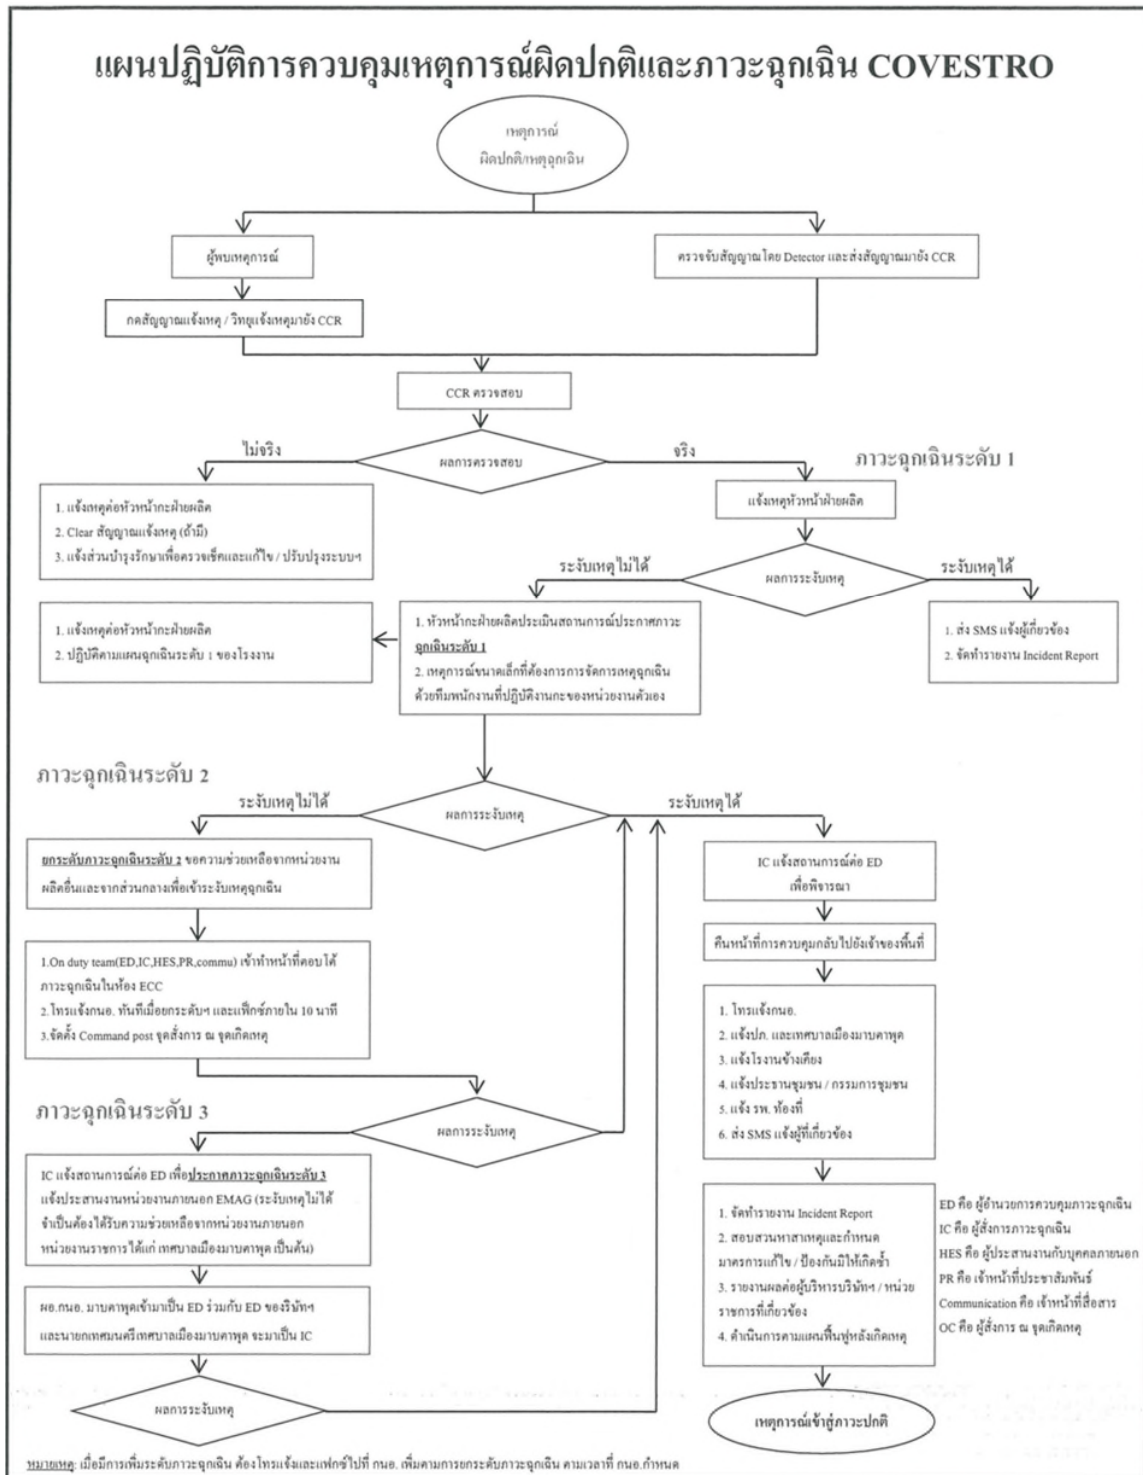 แผนปฏิบัติการควบคุมเหตุการณ์ผิดปกติและภาวะฉุกเฉิน COVESTRO
เหตุการณ์
ผิดปกติ/เหตุฉุกเฉิน
ผู้พบเหตุการณ์
ตรวจจับสัญญาณโดย Detector และส่งสัญญาณมายัง CCR
กดสัญญาณแจ้งเหตุ / วิทยุแจ้งเหตุมายัง CCR
CCR ตรวจสอบ
ไม่จริง
ผลการตรวจสอบ
จริง
ภาวะฉุกเฉินระดับ 1
1. แจ้งเหตุต่อหัวหน้ากะฝ่ายผลิต
2. Clear สัญญาณแจ้งเหตุ (ถ้ามี)
3. แจ้งส่วนบำรุงรักษาเพื่อตรวจเช็คและแก้ไข / ปรับปรุงระบบฯ
แจ้งเหตุหัวหน้าฝ่ายผลิต
ระงับเหตุไม่ได้
ผลการระงับเหตุ
ระงับเหตุได้
1. แจ้งเหตุต่อหัวหน้ากะฝ่ายผลิต
2. ปฏิบัติตามแผนฉุกเฉินระดับ 1 ของโรงงาน
1. หัวหน้ากะฝ่ายผลิตประเมินสถานการณ์ประกาศภาวะ
ฉุกเฉินระดับ 1
2. เหตุการณ์ขนาดเล็กที่ต้องการการจัดการเหตุฉุกเฉิน
ด้วยทีมพนักงานที่ปฏิบัติงานกะของหน่วยงานตัวเอง
1. ส่ง SMS แจ้งผู้เกี่ยวข้อง
2. จัดทำรายงาน Incident Report
ภาวะฉุกเฉินระดับ 2
ระงับเหตุไม่ได้
ผลการระงับเหตุ
ระงับเหตุได้
ยกระดับภาวะฉุกเฉินระดับ 2 ขอความช่วยเหลือจากหน่วยงาน
ผลิตอื่นและจากส่วนกลางเพื่อเข้าระงับเหตุฉุกเฉิน
IC แจ้งสถานการณ์ต่อ ED
เพื่อพิจารณา
คืนหน้าที่การควบคุมกลับไปยังเจ้าของพื้นที่
1.On duty team(ED,IC,HES,PR,commu) เข้าทำหน้าที่ตอบโต้
ภาวะฉุกเฉินในห้อง ECC
2.โทรแจ้งกนอ. ทันทีเมื่อยกระดับฯ และแฟ็กซ์ภายใน 10 นาที
3.จัดตั้ง Command post จุดสั่งการ ณ จุดเกิดเหตุ
1. โทรแจ้งกนอ.
2. แจ้งปภ. และเทศบาลเมืองมาบตาพุด
3. แจ้งโรงานข้างเคียง
4. แจ้งประธานชุมชน / กรรมการชุมชน
5. แจ้ง รพ. ท้องที่
6. ส่ง SMS แจ้งผู้ที่เกี่ยวข้อง
ภาวะฉุกเฉินระดับ 3
ผลการระงับเหตุ
IC แจ้งสถานการณ์ต่อ ED เพื่อประกาศภาวะฉุกเฉินระดับ 3
แจ้งประสานงานหน่วยงานภายนอก EMAG (ระงับเหตุไม่ได้
จำเป็นต้องได้รับความช่วยเหลือจากหน่วยงานภายนอก
หน่วยงานราชการได้แก่ เทศบาลเมืองมาบตาพุด เป็นต้น)
1. จัดทำรายงาน Incident Report
2. สอบสวนหาสาเหตุและกำหนด
มาตรการแก้ไข / ป้องกันมิให้เกิดซ้ำ
3. รายงานผลต่อผู้บริหารบริษัทฯ / หน่วย
ราชการที่เกี่ยวข้อง
4. ดำเนินการตามแผนฟื้นฟูหลังเกิดเหตุ
ED คือ ผู้อำนวยการควบคุมภาวะฉุกเฉิน
IC คือ ผู้สั่งการภาวะฉุกเฉิน
HES คือ ผู้ประสานงานกับบุคคลภายนอก
PR คือ เจ้าหน้าที่ประชาสัมพันธ์
Communication คือ เจ้าหน้าที่สื่อสาร
OC คือ ผู้สั่งการ ณ จุดเกิดเหตุ
ผอ.กนอ. มาบตาพุดเข้ามาเป็น ED ร่วมกับ ED ของริษัทฯ
และนายกเทศมนตรีเทศบาลเมืองมาบตาพุด จะมาเป็น IC
ผลการระงับเหตุ
เหตุการณ์เข้าสู่ภาวะปกติ
หมายเหตุ: เมื่อมีการเพิ่มระดับภาวะฉุกเฉิน ต้องโทรแจ้งและแฟกซ์ไปที่ กนอ. เพิ่มตามการยกระดับภาวะฉุกเฉิน ตามเวลาที่ กนอ.กำหนด